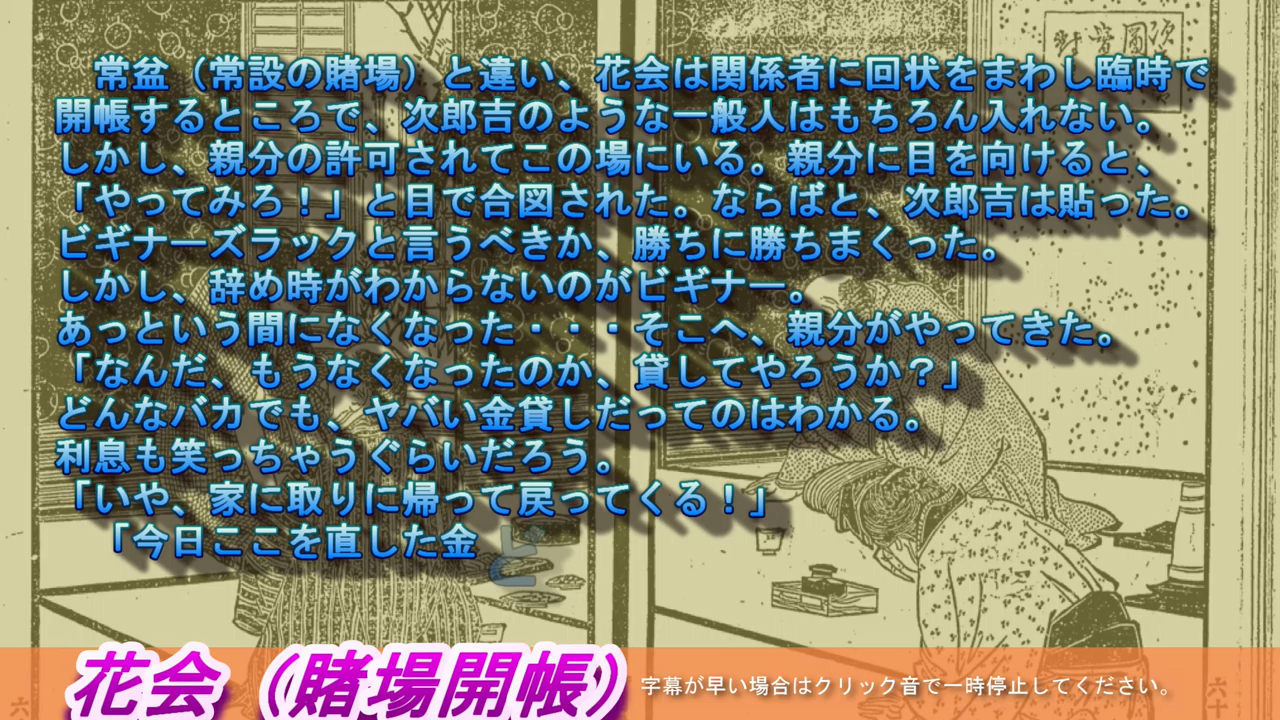 常盆（常設の賭場）と違い、花会は関係者に回状をまわし臨時で
開帳するところで、次郎吉のような一般人はもちろん入れない。
しかし、親分の許可されてこの場にいる。親分に目を向けると、
「やってみろ！」と目で合図された。ならばと、次郎吉は貼った。
ビギナーズラックと言うべきか、勝ちに勝ちまくった。
しかし、辞め時がわからないのがビギナー。
あっという間になくなった・・・そこへ、親分がやってきた。
「なんだ、もうなくなったのか、貸してやろうか？」
どんなバカでも、ヤバい金貸しだってのはわかる。
利息も笑っちゃうぐらいだろう。
「いや、家に取りに帰って戻ってくる！」
「今日ここを直した金
花会（賭場開帳）
字幕が早い場合はクリック音で一時停止してください。
六
六十